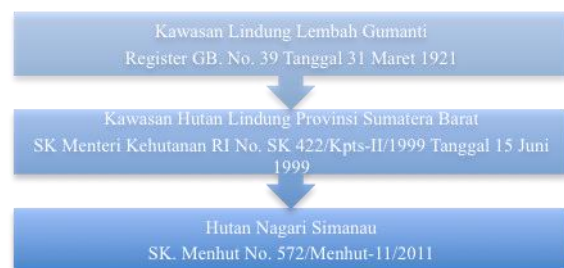 Kawasan Lindung Lembah Gumanti
Register GB. No. 39 Tanggal 31 Maret 1921
Kawasan Hutan Lindung Provinsi Sumatera Barat
SK Menteri Kehutanan RI No. SK 422/Kpts-II/1999 Tanggal 15 Juni
1999
Hutan Nagari Simanau
SK. Menhut No. 572/Menhut-11/2011